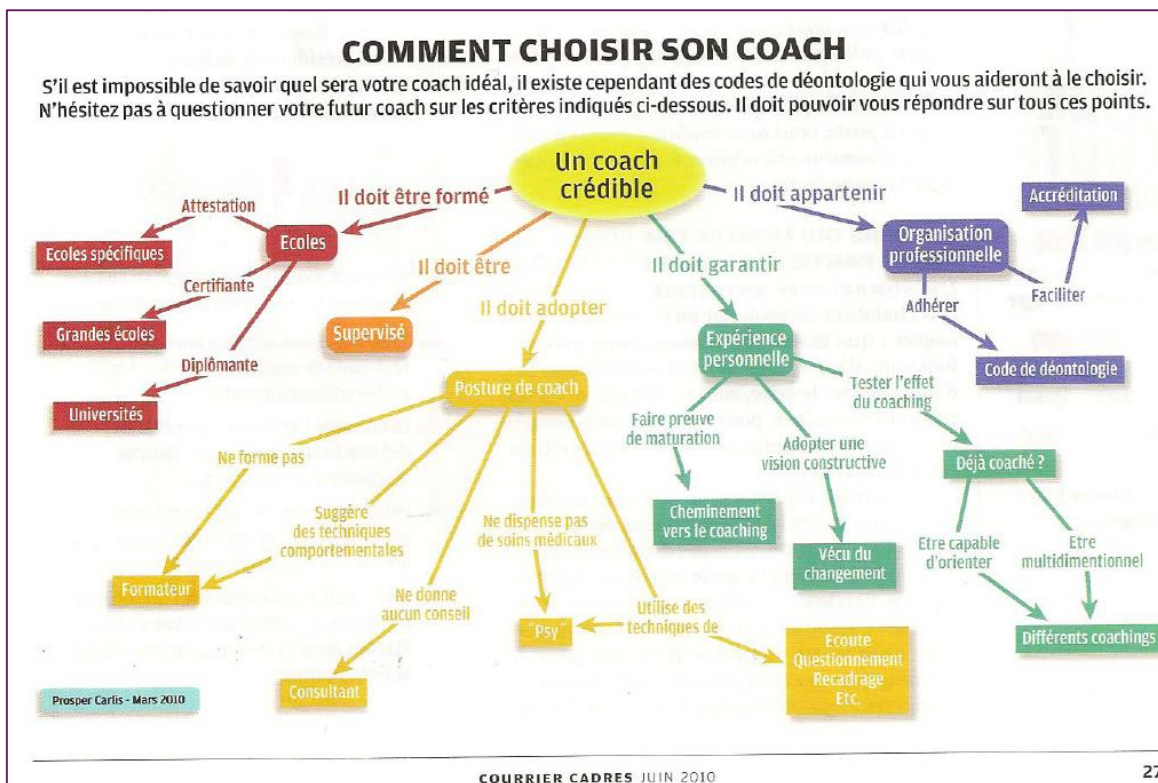 COMMENT CHOISIR SON COACH
S'il est impossible de savoir quel sera votre coach idéal, il existe cependant des codes de déontologie qui vous aideront à le choisir.
N'hésitez pas à questionner votre futur coach sur les critères indiqués ci-dessous. Il doit pouvoir vous répondre sur tous ces points.
Un coach
crédible
Il doit être formé
Ecoles
Attestation
Ecoles spécifiques
Certifiante
Grandes écoles
Diplômante
Universités
Il doit être
Supervisé
Il doit adopter
Posture de coach
Ne forme pas
Suggère
des techniques
comportementales
Formateur
Ne donne
aucun conseil
Consultant
Ne dispense pas
de soins médicaux
"Psy"
Utilise des
techniques de
Ecoute
Questionnement
Recadrage
Etc.
Il doit garantir
Expérience
personnelle
Faire preuve
de maturation
Cheminement
vers le coaching
Adopter une
vision constructive
Vécu du
changement
Tester l'effet
du coaching
Déjà coaché ?
Etre capable
d'orienter
Etre
multidimentionnel
Différents coachings
Il doit appartenir
Organisation
professionnelle
Accréditation
Faciliter
Adhérer
Code de déontologie
Prosper Carlis - Mars 2010
COURRIER CADRES JUIN 2010
27